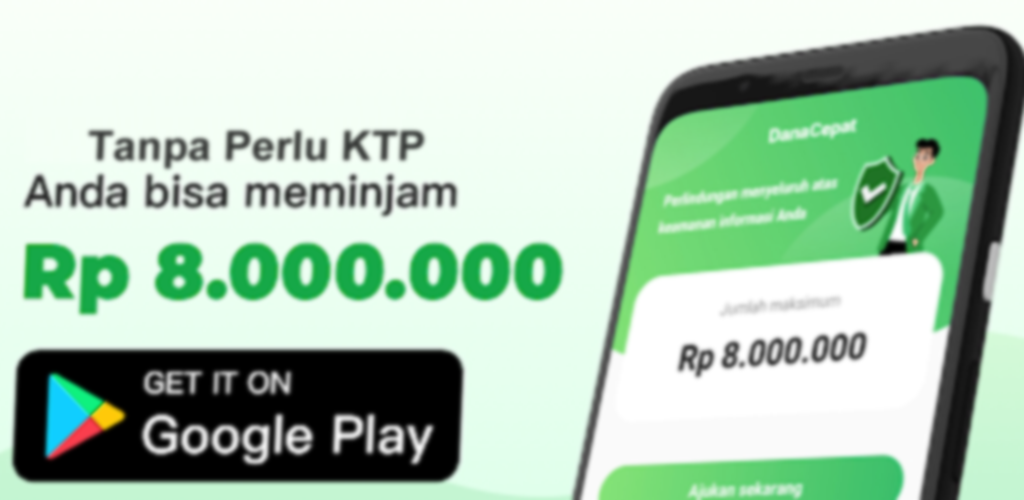 Tanpa Perlu KTP
Anda bisa meminjam
Rp 8.000.000
GET IT ON
Google Play
DanaCepat
Perlindungan menyeluruh atas
keamanan informasi Anda
Jumlah maksimum
Rp 8.000.000
Ajukan sekarang